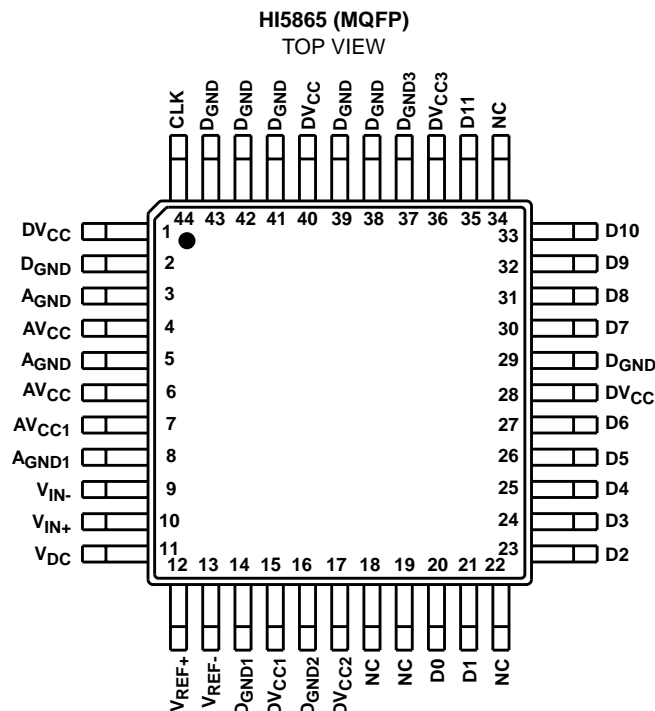 HI5865 (MQFP)
TOP VIEW
CLK
DGND
DGND
DGND
DVCC
DGND
DGND
DGND3
DVCC3
D11
NC
44 43 42 41 40 39 38 37 36 35 34
DVCC 1
DGND 2
AGND 3
AVCC 4
AGND 5
AVCC 6
AVCC1 7
AGND1 8
VIN- 9
VIN+ 10
VDC 11
33 D10
32 D9
31 D8
30 D7
29 DGND
28 DVCC
27 D6
26 D5
25 D4
24 D3
23 D2
12 13 14 15 16 17 18 19 20 21 22
VREF+
VREF-
DGND1
DVCC1
DGND2
DVCC2
NC
NC
D0
D1
NC